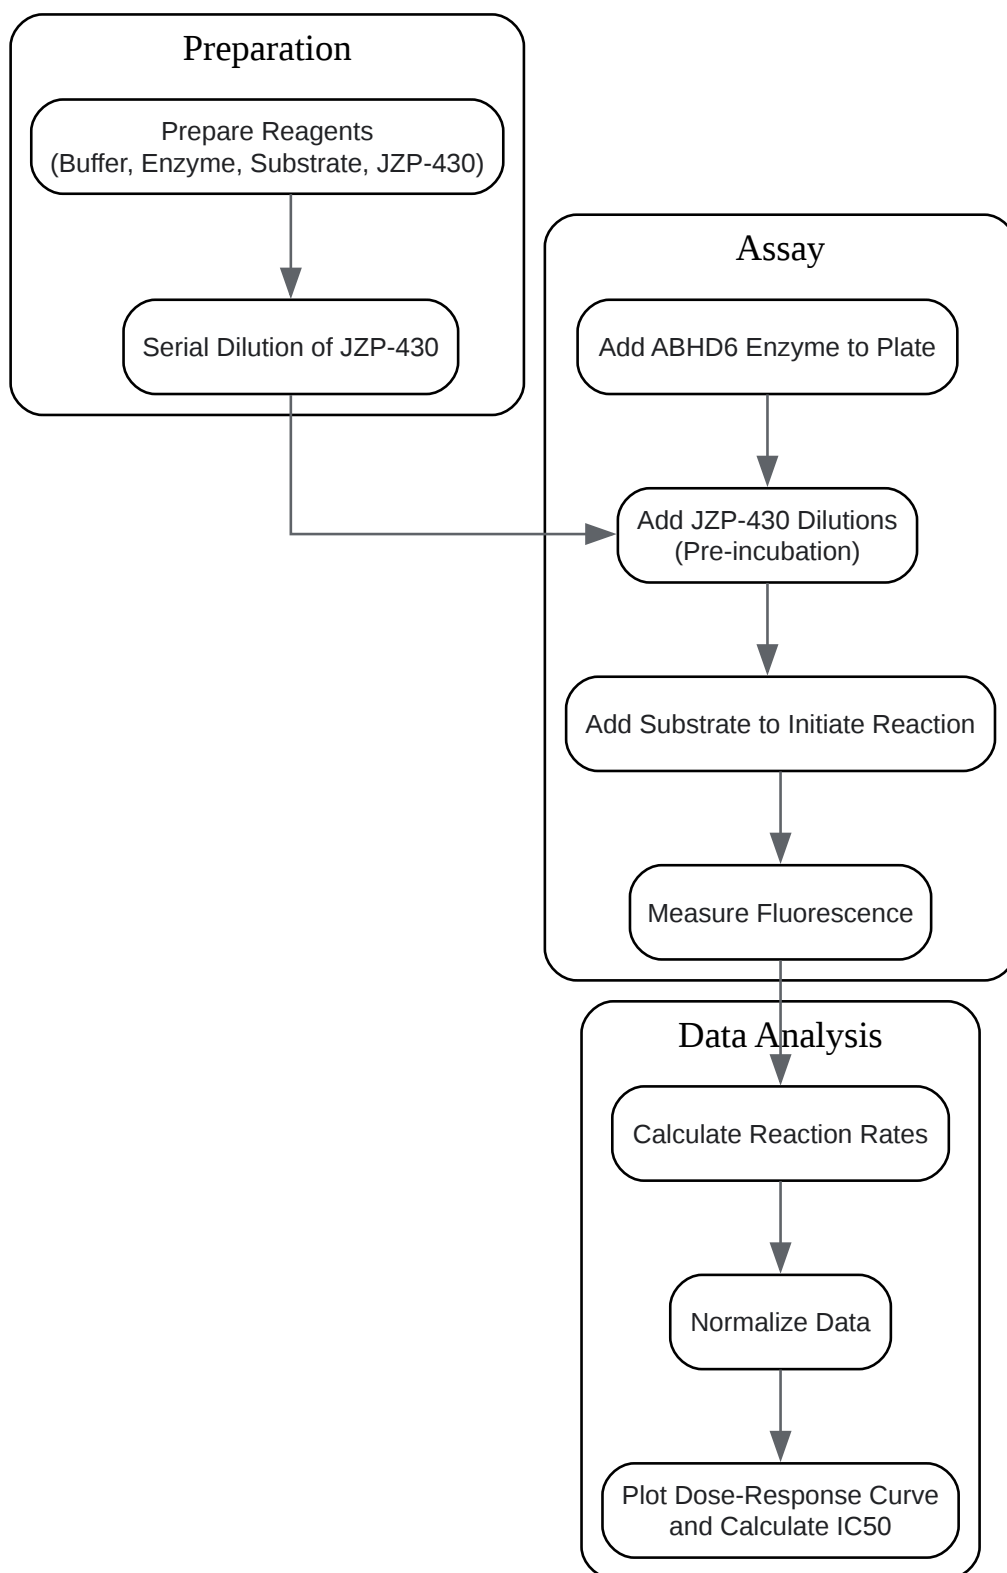 Preparation
Prepare Reagents
(Buffer, Enzyme, Substrate, JZP-430)
Serial Dilution of JZP-430
Assay
Add ABHD6 Enzyme to Plate
Add JZP-430 Dilutions
(Pre-incubation)
Add Substrate to Initiate Reaction
Measure Fluorescence
Data Analysis
Calculate Reaction Rates
Normalize Data
Plot Dose-Response Curve
and Calculate IC50